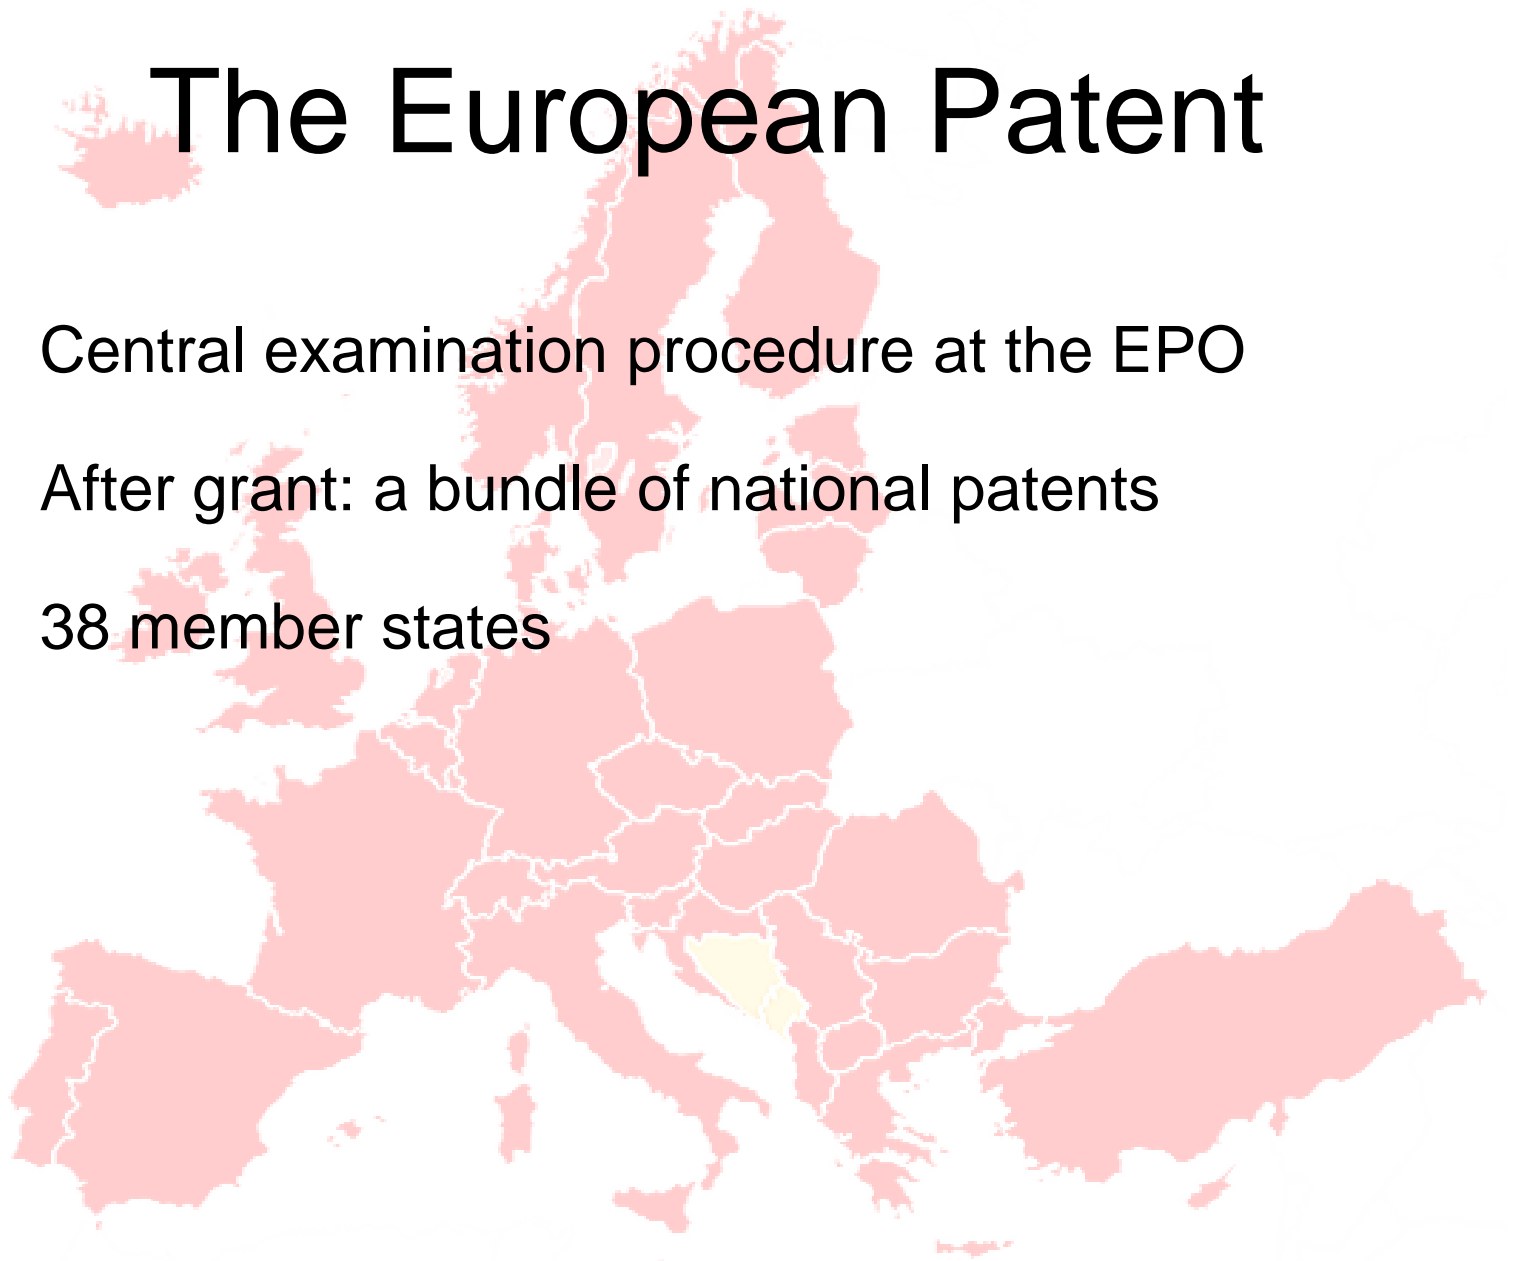 The European Patent
Central examination procedure at the EPO
After grant: a bundle of national patents
38 member states